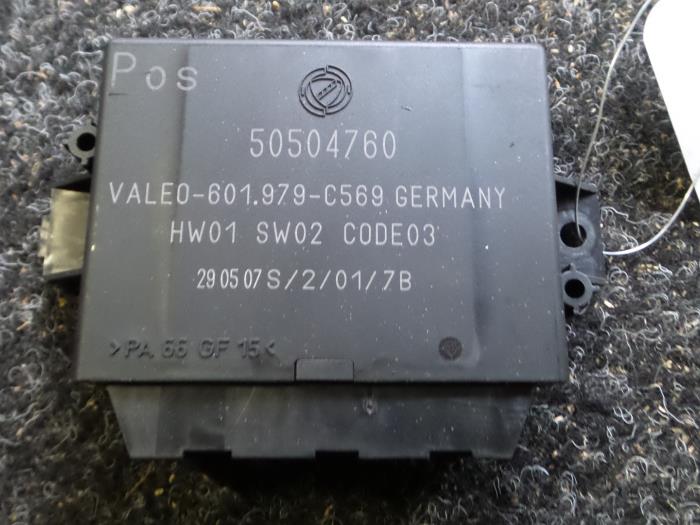 Pos
50504760
VALEO-601.979-C569 GERMANY
HW01 SW02 CODE03
290507S/2/01/7B
>PA 66 GF 15<